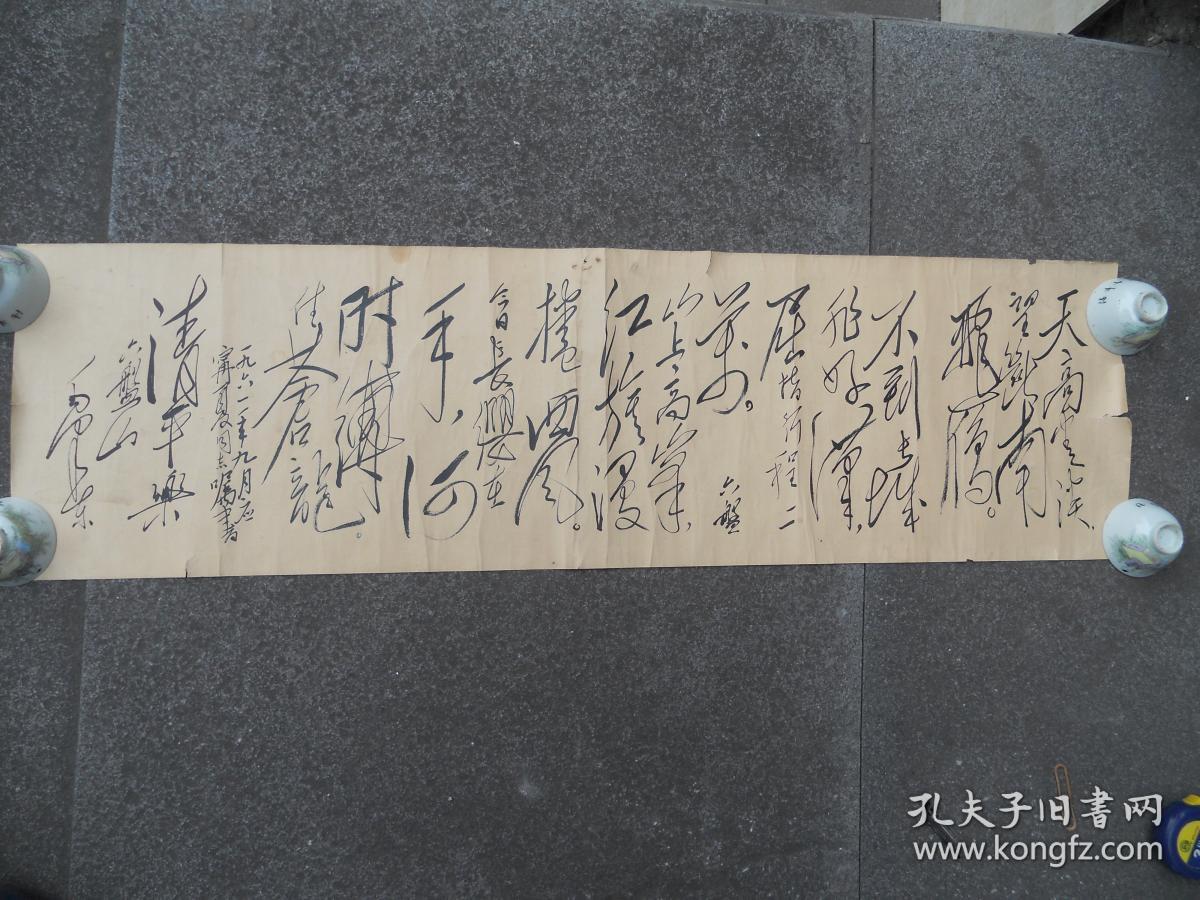 天高云淡，
望断南
飞雁。
不到长城
非好汉，
屈指行程二
万。
六盘
山上高峰，
红旗漫
捲西风。
今日长缨在
手，何
时缚
住苍龙。
一九六一年九月应
宁夏同志嘱书
清平乐
六盘山
毛泽东
孔夫子旧书网
www.kongfz.com